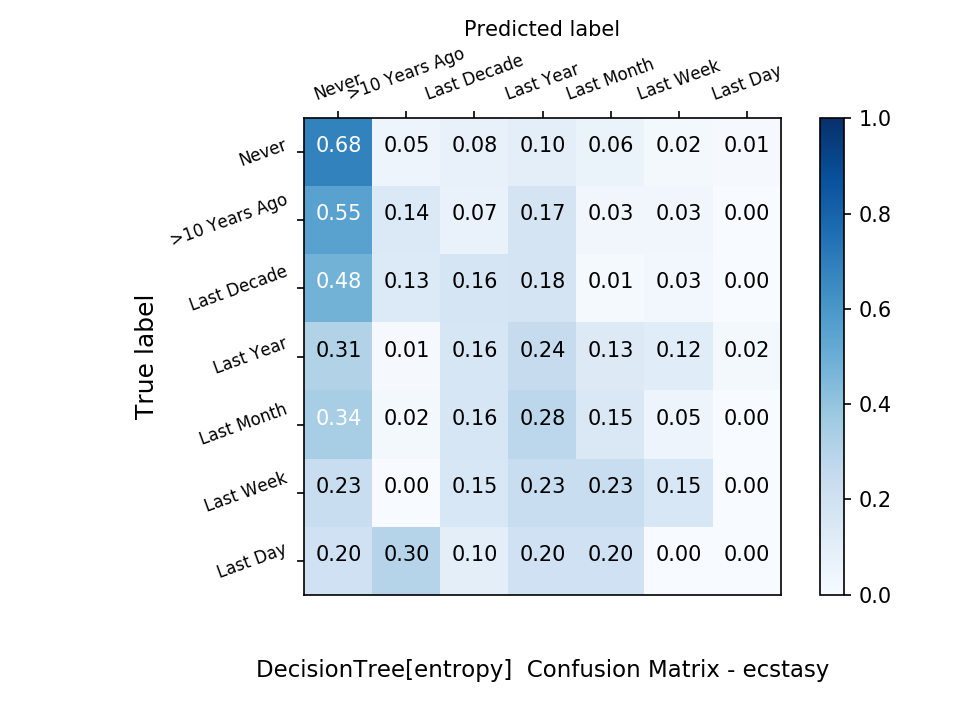 Predicted label
Never >10 Years Ago Last Decade Last Year Last Month Last Week Last Day
Never 0.68 0.05 0.08 0.10 0.06 0.02 0.01
>10 Years Ago 0.55 0.14 0.07 0.17 0.03 0.03 0.00
Last Decade 0.48 0.13 0.16 0.18 0.01 0.03 0.00
Last Year 0.31 0.01 0.16 0.24 0.13 0.12 0.02
Last Month 0.34 0.02 0.16 0.28 0.15 0.05 0.00
Last Week 0.23 0.00 0.15 0.23 0.23 0.15 0.00
Last Day 0.20 0.30 0.10 0.20 0.20 0.00 0.00
True label
1.0
0.8
0.6
0.4
0.2
0.0
DecisionTree[entropy]  Confusion Matrix - ecstasy